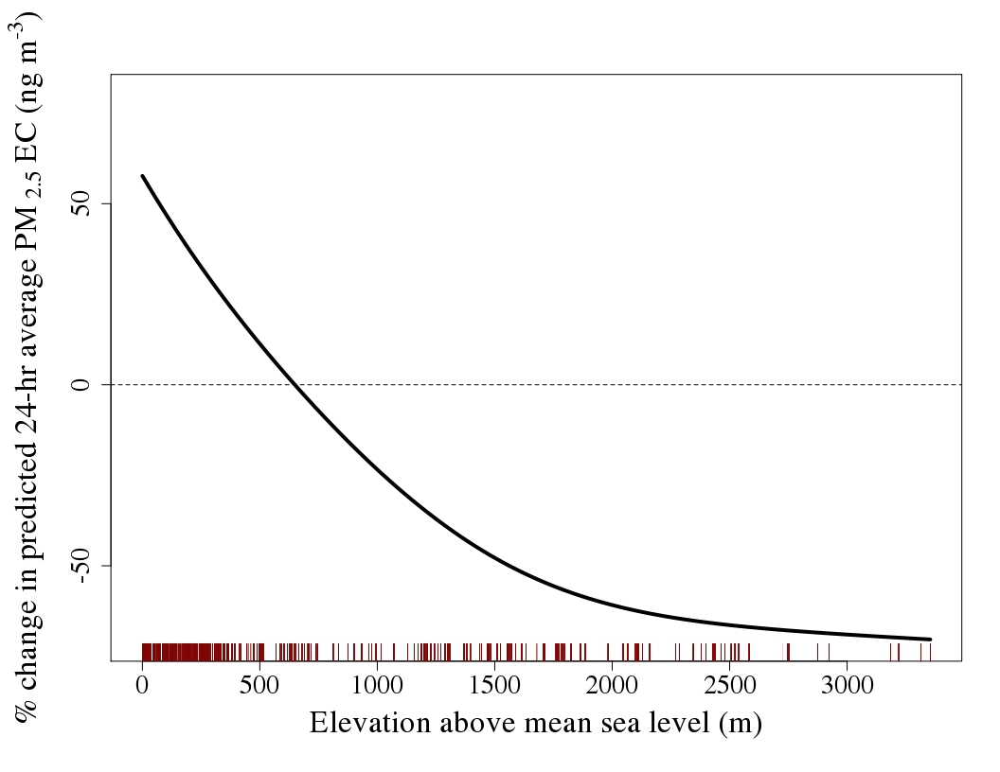 % change in predicted 24-hr average PM 2.5 EC (ng m-3)
50
0
-50
0 500 1000 1500 2000 2500 3000
Elevation above mean sea level (m)